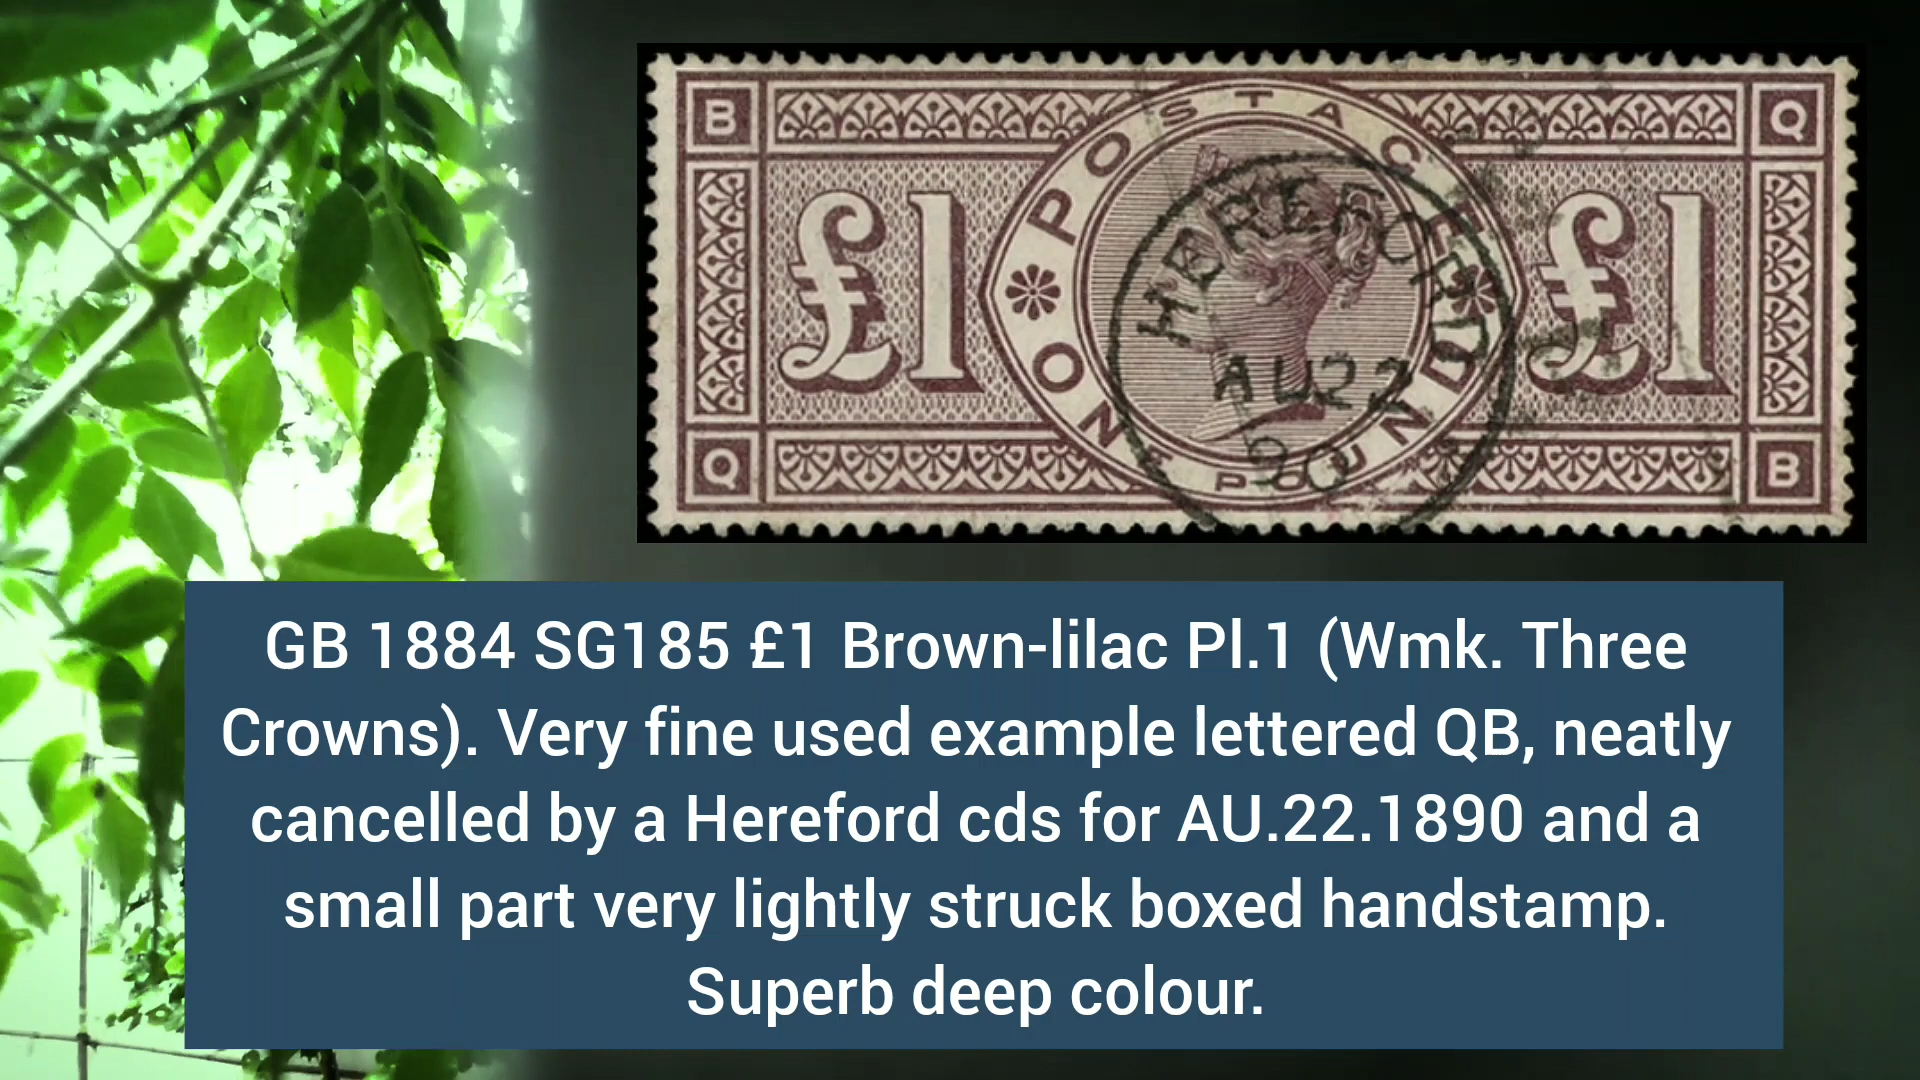 B
Q
POSTAGE
£1
£1
HEREFORD
AU22
90
ONE POUND
Q
B
GB 1884 SG185 £1 Brown-lilac Pl.1 (Wmk. Three
Crowns). Very fine used example lettered QB, neatly
cancelled by a Hereford cds for AU.22.1890 and a
small part very lightly struck boxed handstamp.
Superb deep colour.